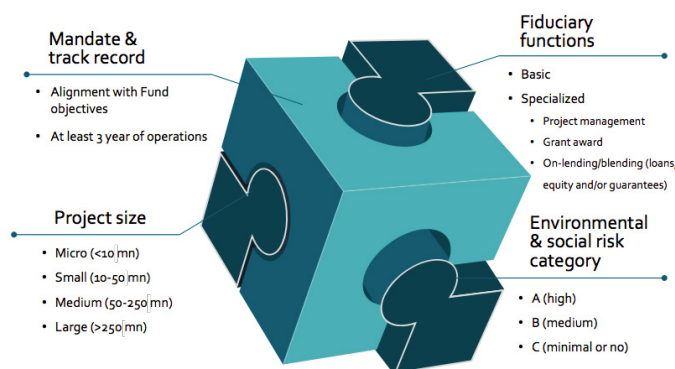 Mandate &
track record
• Alignment with Fund
objectives
• At least 3 year of operations
Fiduciary
functions
• Basic
• Specialized
• Project management
• Grant award
• On-lending/blending (loans,
equity and/or guarantees)
Project size
• Micro (<10 mn)
• Small (10-50 mn)
• Medium (50-250 mn)
• Large (>250 mn)
Environmental
& social risk
category
• A (high)
• B (medium)
• C (minimal or no)